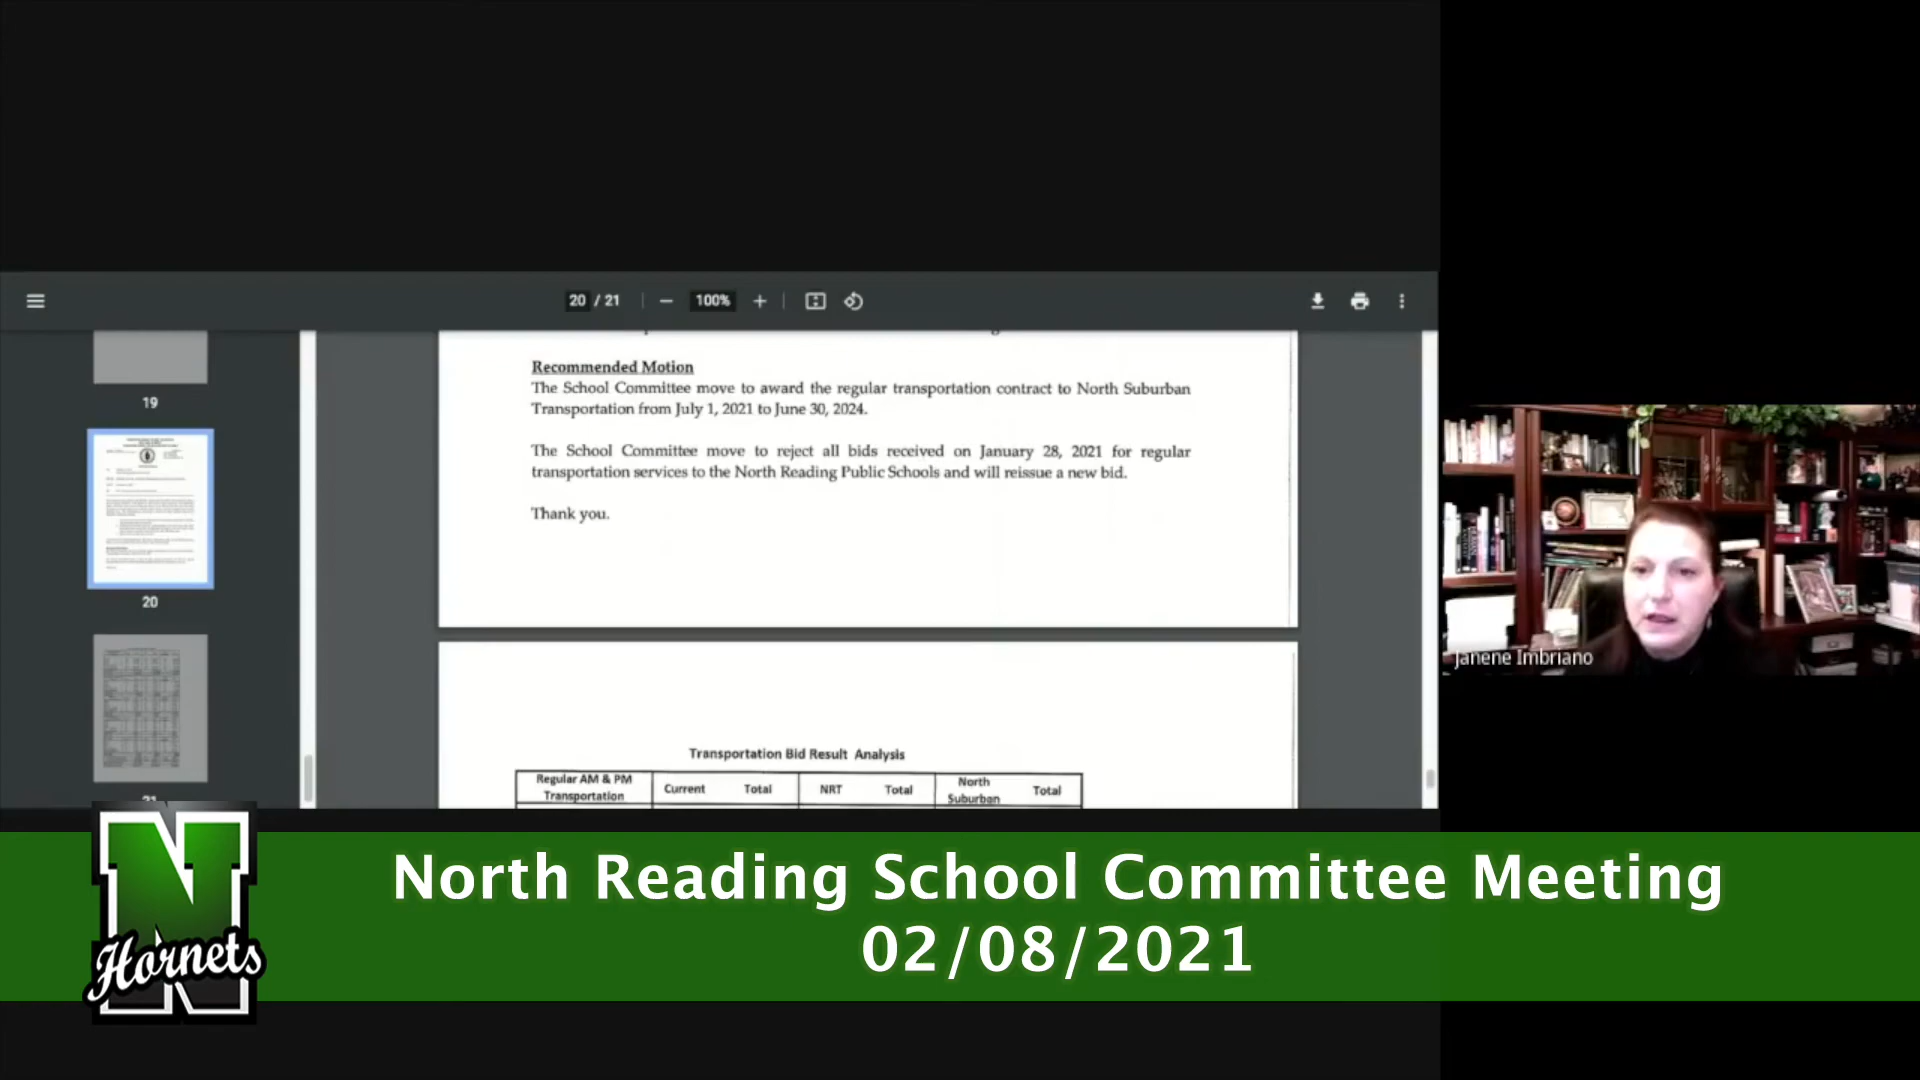 20 / 21
100%
19
20
21
Recommended Motion
The School Committee move to award the regular transportation contract to North Suburban
Transportation from July 1, 2021 to June 30, 2024.
The School Committee move to reject all bids received on January 28, 2021 for regular
transportation services to the North Reading Public Schools and will reissue a new bid.
Thank you.
Transportation Bid Result Analysis
Regular AM & PM
Transportation
Current
Total
NRT
Total
North
Suburban
Total
Janene Imbriano
Hornets
N
North Reading School Committee Meeting
02/08/2021